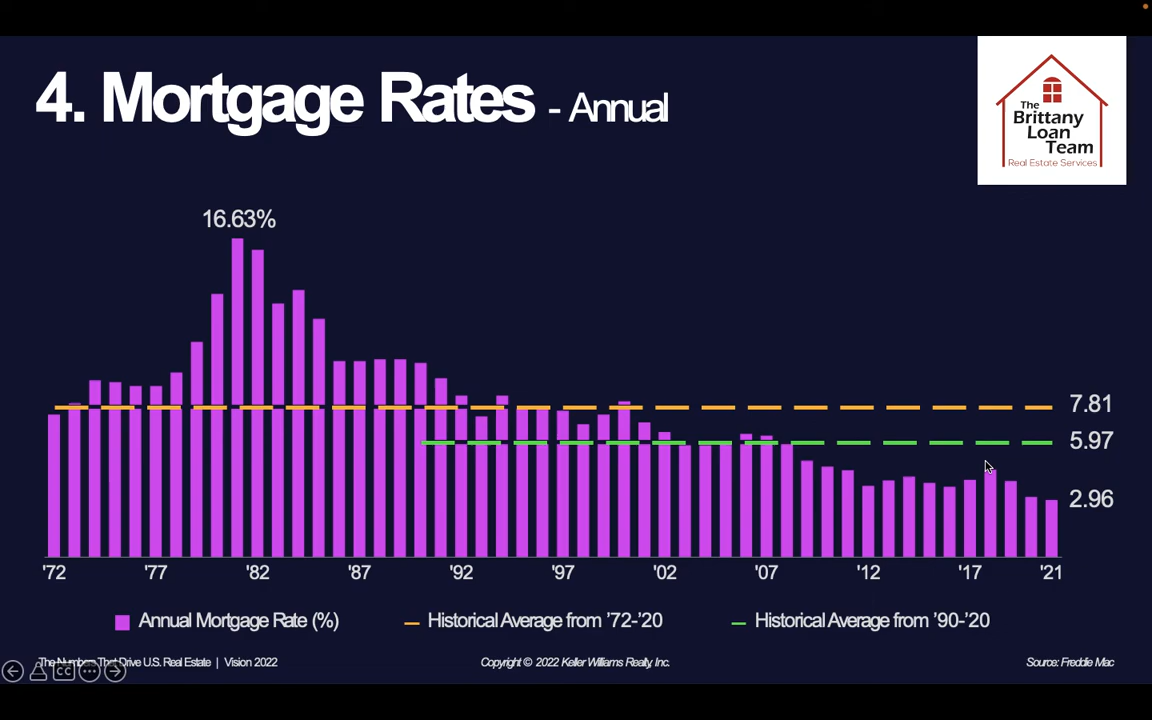 4. Mortgage Rates - Annual
The
Brittany
Loan
Team
Real Estate Services
16.63%
7.81
5.97
2.96
'72 '77 '82 '87 '92 '97 '02 '07 '12 '17 '21
Annual Mortgage Rate (%) Historical Average from '72-'20 Historical Average from '90-'20
The Numbers That Drive U.S. Real Estate | Vision 2022 Copyright © 2022 Keller Williams Realty, Inc. Source: Freddie Mac
CC